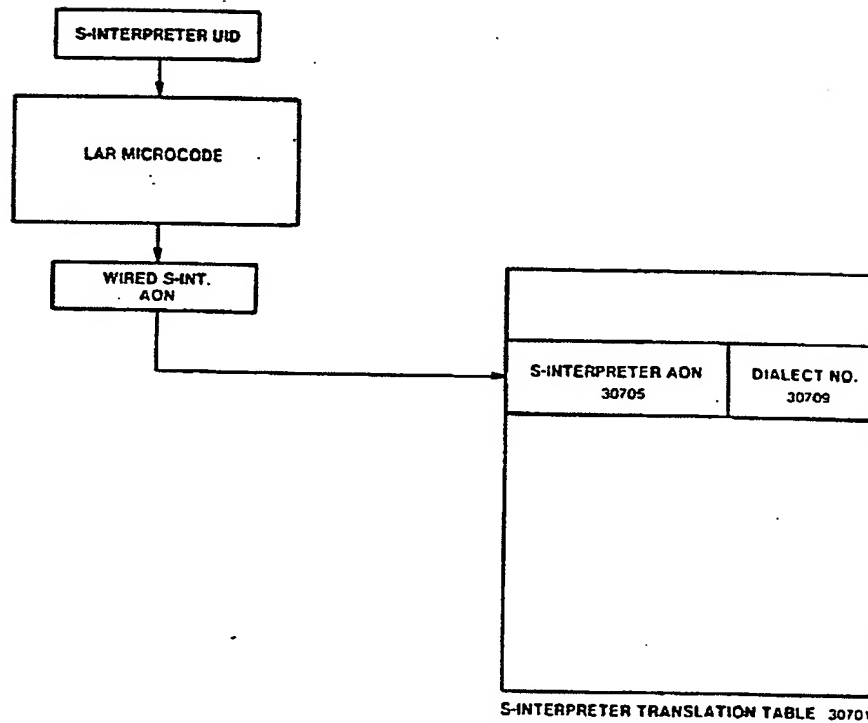 S-INTERPRETER UID
LAR MICROCODE
WIRED S-INT.
AON
S-INTERPRETER AON
30705
DIALECT NO.
30709
S-INTERPRETER TRANSLATION TABLE 30701